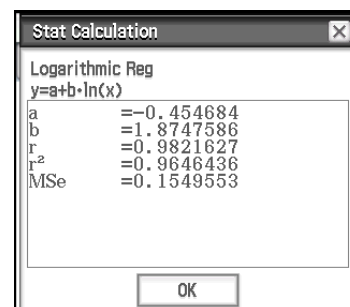 Stat Calculation
Logarithmic Reg
y=a+b·ln(x)
a =-0.454684
b =1.8747586
r =0.9821627
r² =0.9646436
MSe =0.1549553
OK